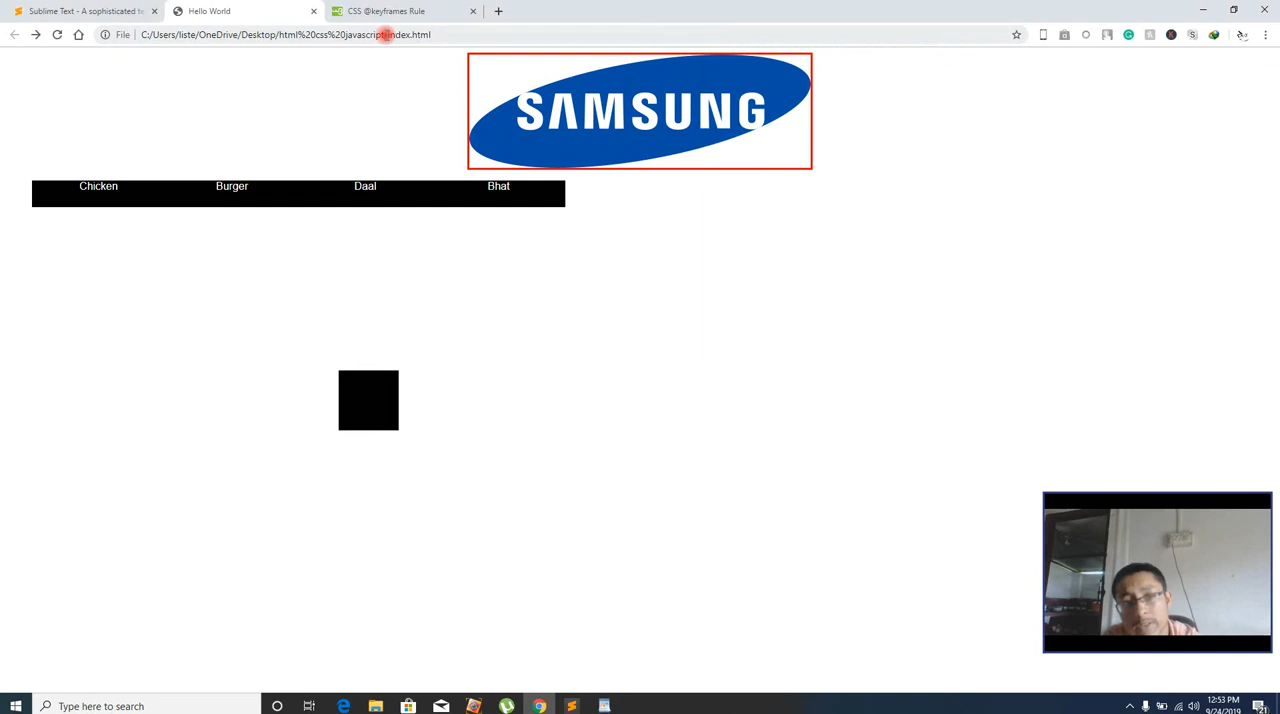 Sublime Text - A sophisticated te
Hello World
CSS @keyframes Rule
File
C:/Users/liste/OneDrive/Desktop/html%20css%20javascript/index.html
SAMSUNG
Chicken
Burger
Daal
Bhat
Type here to search
12:53 PM
9/24/2019
21